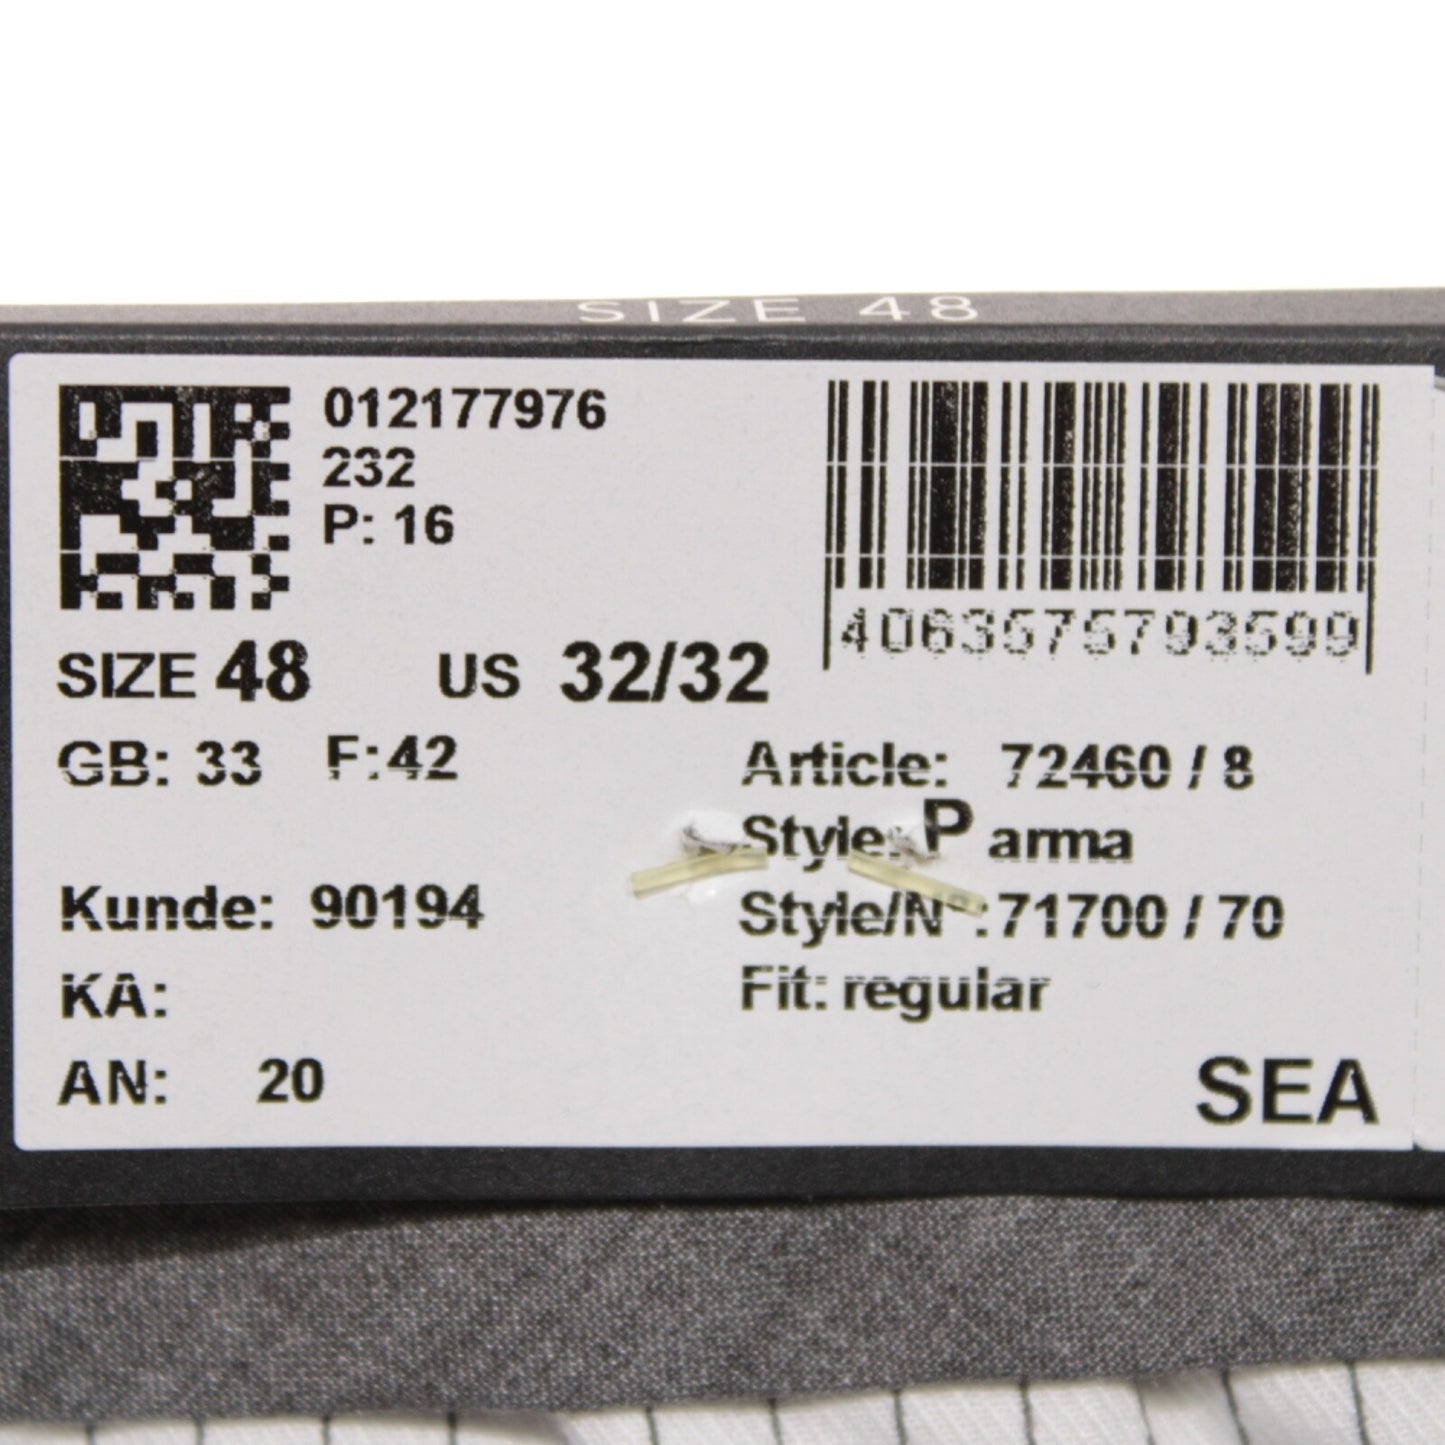 SIZE 48
012177976
232
P: 16
4063575793599
SIZE 48 US 32/32
GB: 33 F:42
Article: 72460 / 8
Style: Parma
Kunde: 90194
Style/N°:71700 / 70
KA:
Fit: regular
AN: 20
SEA